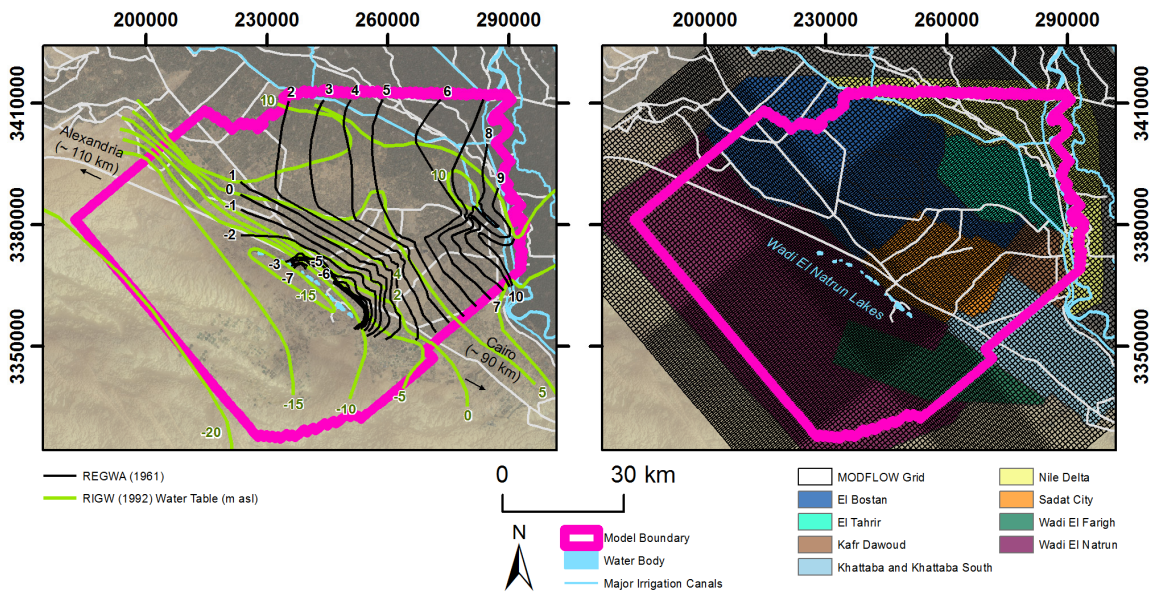 200000 230000 260000 290000
200000 230000 260000 290000
3410000
3380000
3350000
3410000
3380000
3350000
Alexandria
(~ 110 km)
10
2
3
4
5
6
8
9
10
1
0
-1
-2
-3
-5
-6
-7
-15
4
2
10
7
Cairo
(~ 90 km)
5
0
-5
-10
-15
-20
Wadi El Natrun Lakes
REGWA (1961)
RIGW (1992) Water Table (m asl)
0 30 km
N
Model Boundary
Water Body
Major Irrigation Canals
MODFLOW Grid
El Bostan
El Tahrir
Kafr Dawoud
Khattaba and Khattaba South
Nile Delta
Sadat City
Wadi El Farigh
Wadi El Natrun